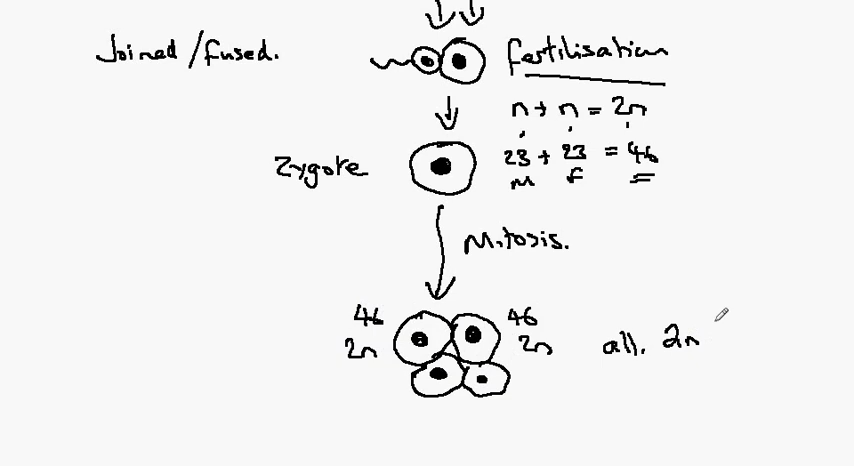 Joined/fused.
fertilisation
n + n = 2n
23 + 23 = 46
m f
Zygote
Mitosis.
46 46
2n 2n
all. 2n